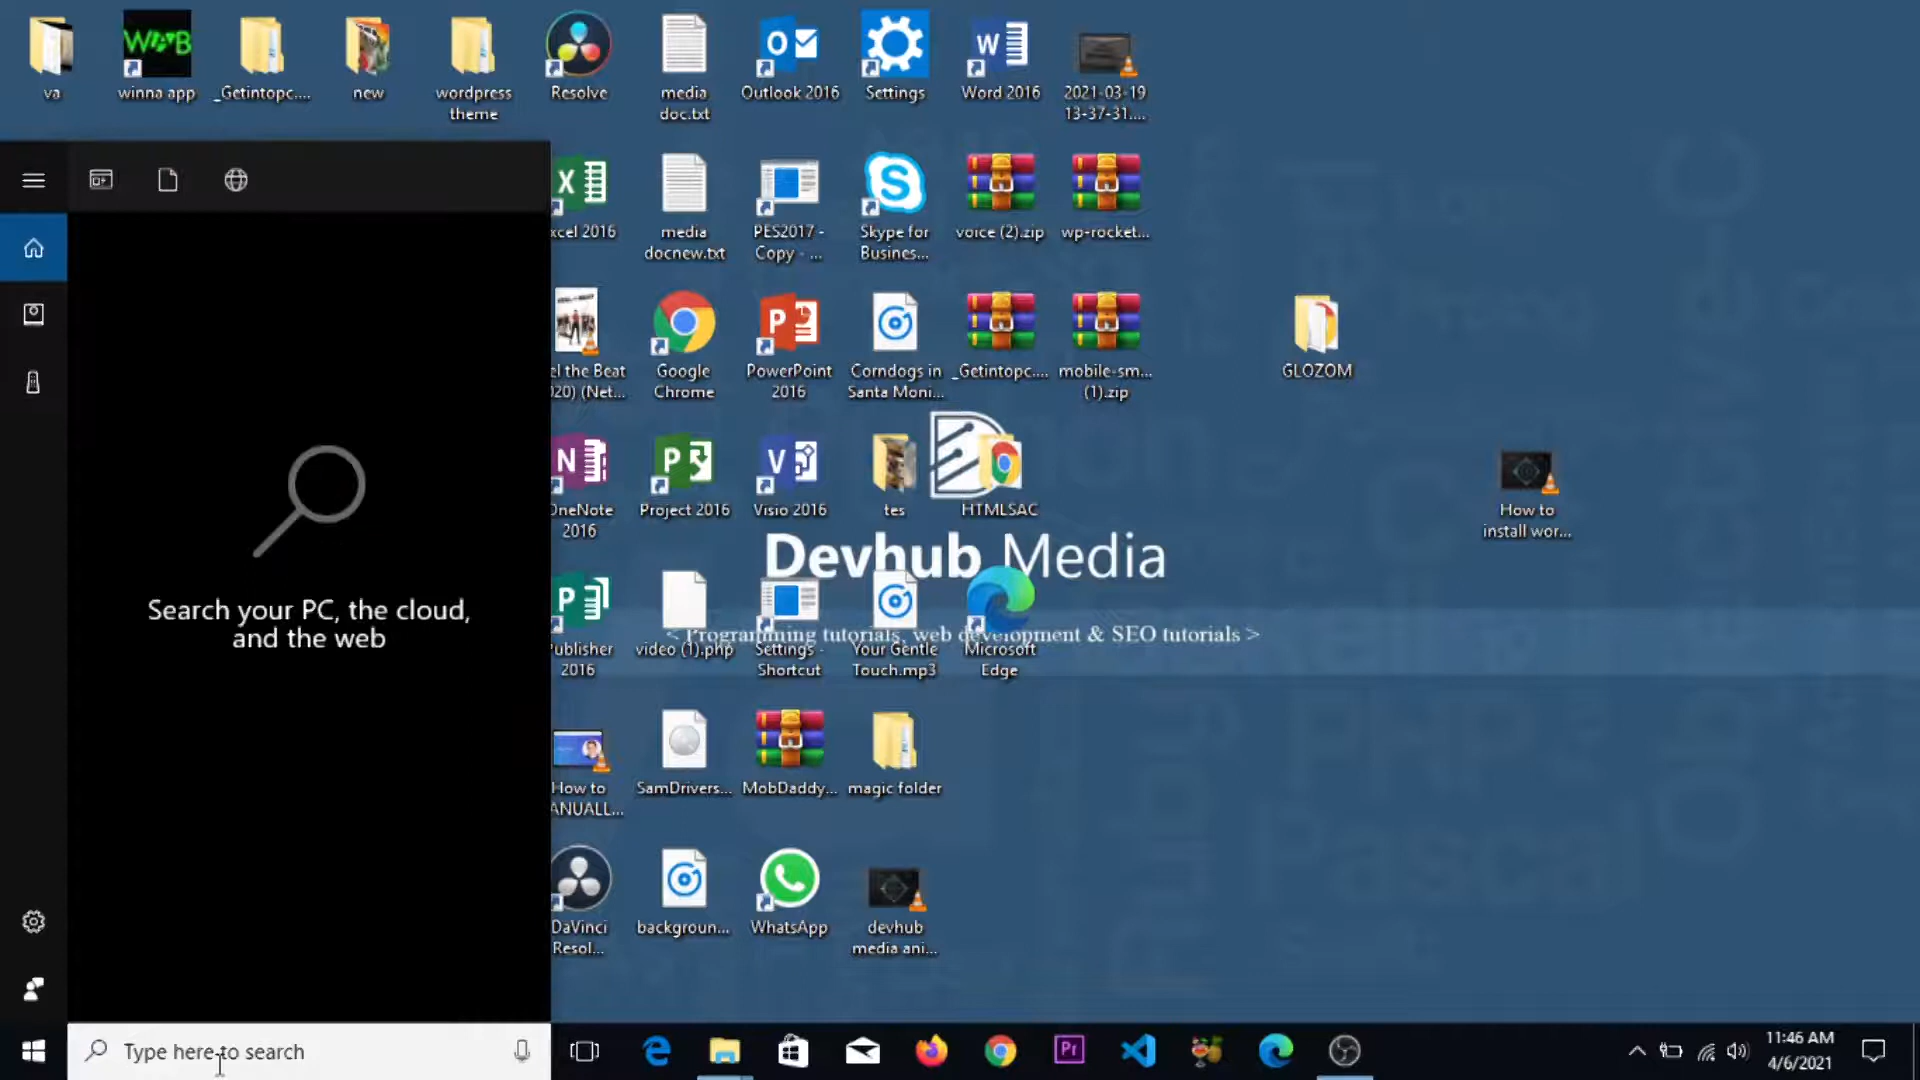 va
winna app
_Getintopc....
new
wordpress
theme
Resolve
media
doc.txt
Outlook 2016
Settings
Word 2016
2021-03-19
13-37-31....
xcel 2016
media
docnew.txt
PES2017 -
Copy - ...
Skype for
Busines...
voice (2).zip
wp-rocket...
el the Beat
020) (Net...
Google
Chrome
PowerPoint
2016
Corndogs in
Santa Moni...
_Getintopc....
mobile-sm...
(1).zip
GLOZOM
OneNote
2016
Project 2016
Visio 2016
tes
HTMLSAC
How to
install wor...
Devhub Media
< Programming tutorials, web development & SEO tutorials >
Publisher
2016
video (1).php
Settings -
Shortcut
Your Gentle
Touch.mp3
Microsoft
Edge
Search your PC, the cloud,
and the web
How to
ANUALL...
SamDrivers...
MobDaddy...
magic folder
DaVinci
Resol...
backgroun...
WhatsApp
devhub
media ani...
PHP
Pascal
Ruby
Type here to search
Pr
11:46 AM
4/6/2021